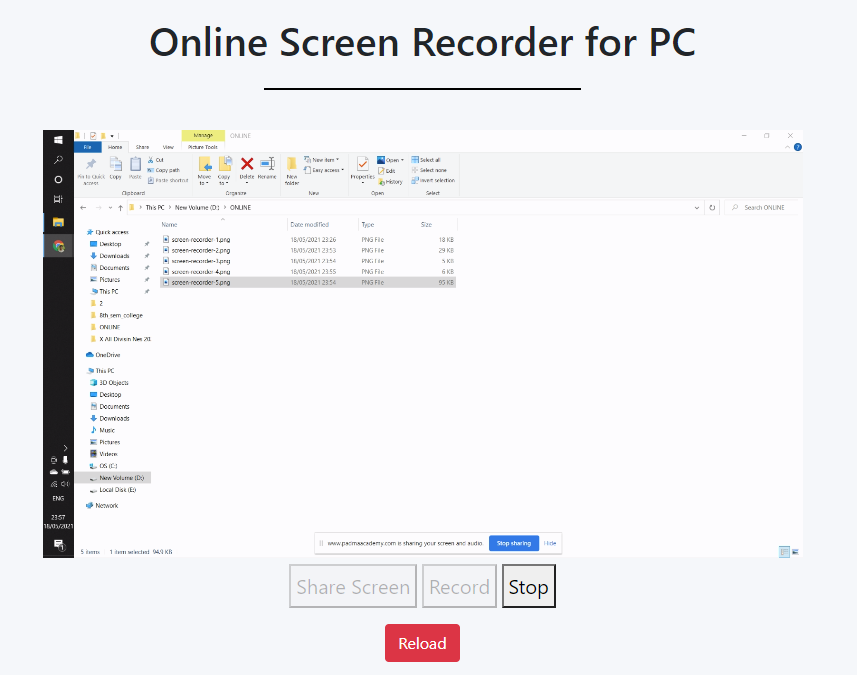 Online Screen Recorder for PC
Manage ONLINE
File Home Share View Picture Tools
Pin to Quick access
Copy
Paste
Cut
Copy path
Paste shortcut
Clipboard
Move to
Copy to
Delete
Rename
Organize
New folder
New item
Easy access
New
Properties
Open
Edit
History
Open
Select all
Select none
Invert selection
Select
This PC > New Volume (D:) > ONLINE
Search ONLINE
Name Date modified Type Size
screen-recorder-1.png 18/05/2021 23:26 PNG File 18 KB
screen-recorder-2.png 18/05/2021 23:53 PNG File 29 KB
screen-recorder-3.png 18/05/2021 23:54 PNG File 5 KB
screen-recorder-4.png 18/05/2021 23:55 PNG File 6 KB
screen-recorder-5.png 18/05/2021 23:54 PNG File 95 KB
Quick access
Desktop
Downloads
Documents
Pictures
This PC
2
8th_sem_college
ONLINE
OneDrive
This PC
3D Objects
Desktop
Documents
Downloads
Music
Pictures
Videos
OS (C:)
New Volume (D:)
Local Disk (E:)
Network
ENG
23:57
18/05/2021
1
5 items 1 item selected 94.9 KB
www.padmaacademy.com is sharing your screen and audio. Stop sharing Hide
Share Screen Record Stop
Reload